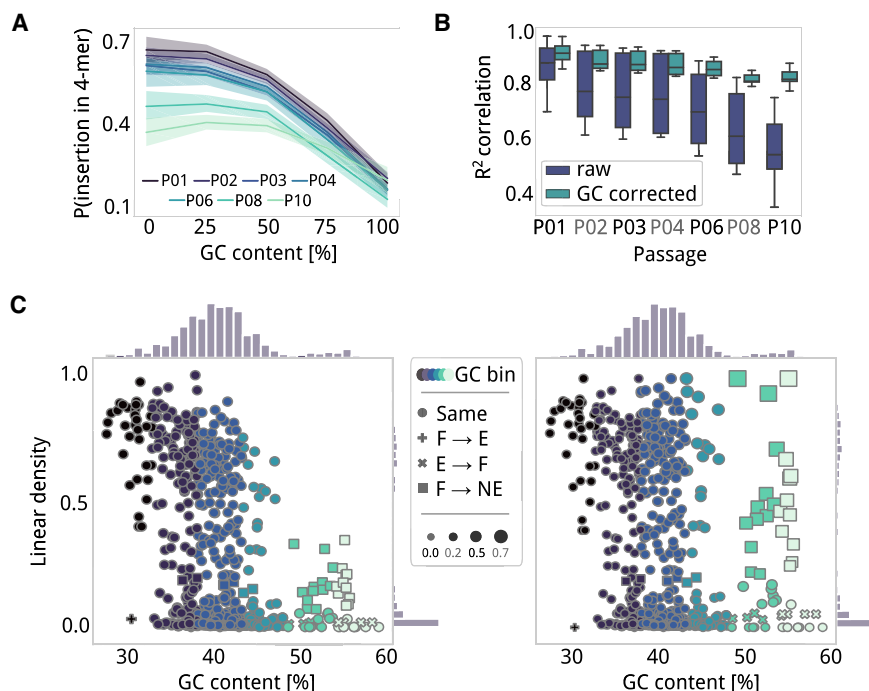 A
P(insertion in 4-mer)
0.7
0.4
0.1
P01 P02 P03 P04
P06 P08 P10
0 25 50 75 100
GC content [%]
B
R2 correlation
1.0
0.8
0.6
0.4
raw
GC corrected
P01 P02 P03 P04 P06 P08 P10
Passage
C
Linear density
1.0
0.5
0.0
30 40 50 60
GC content [%]
GC bin
Same
F → E
E → F
F → NE
0.0 0.2 0.5 0.7
30 40 50 60
GC content [%]